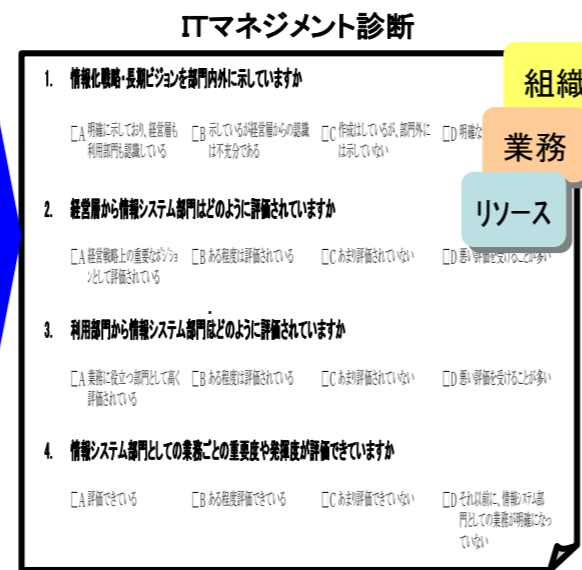 ITマネジメント診断
組織
業務
リソース
1. 情報化戦略・長期ビジョンを部門内外に示していますか
□A 明確に示しており、経営層も
利用部門も認識している
□B 示しているが経営層からの認識
は不充分である
□C 作成はしているが、部門外に
は示していない
□D 明確な
2. 経営層から情報システム部門はどのように評価されていますか
□A 経営戦略上の重要なポジショ
ンとして評価されている
□B ある程度は評価されている
□C あまり評価されていない
□D 悪い評価を受けることが多い
3. 利用部門から情報システム部門はどのように評価されていますか
□A 業務に役立つ部門として高く
評価されている
□B ある程度は評価されている
□C あまり評価されていない
□D 悪い評価を受けることが多い
4. 情報システム部門としての業務ごとの重要度や発揮度が評価できていますか
□A 評価できている
□B ある程度評価できている
□C あまり評価できていない
□D それ以前に、情報システム部
門としての業務が明確になっ
ていない